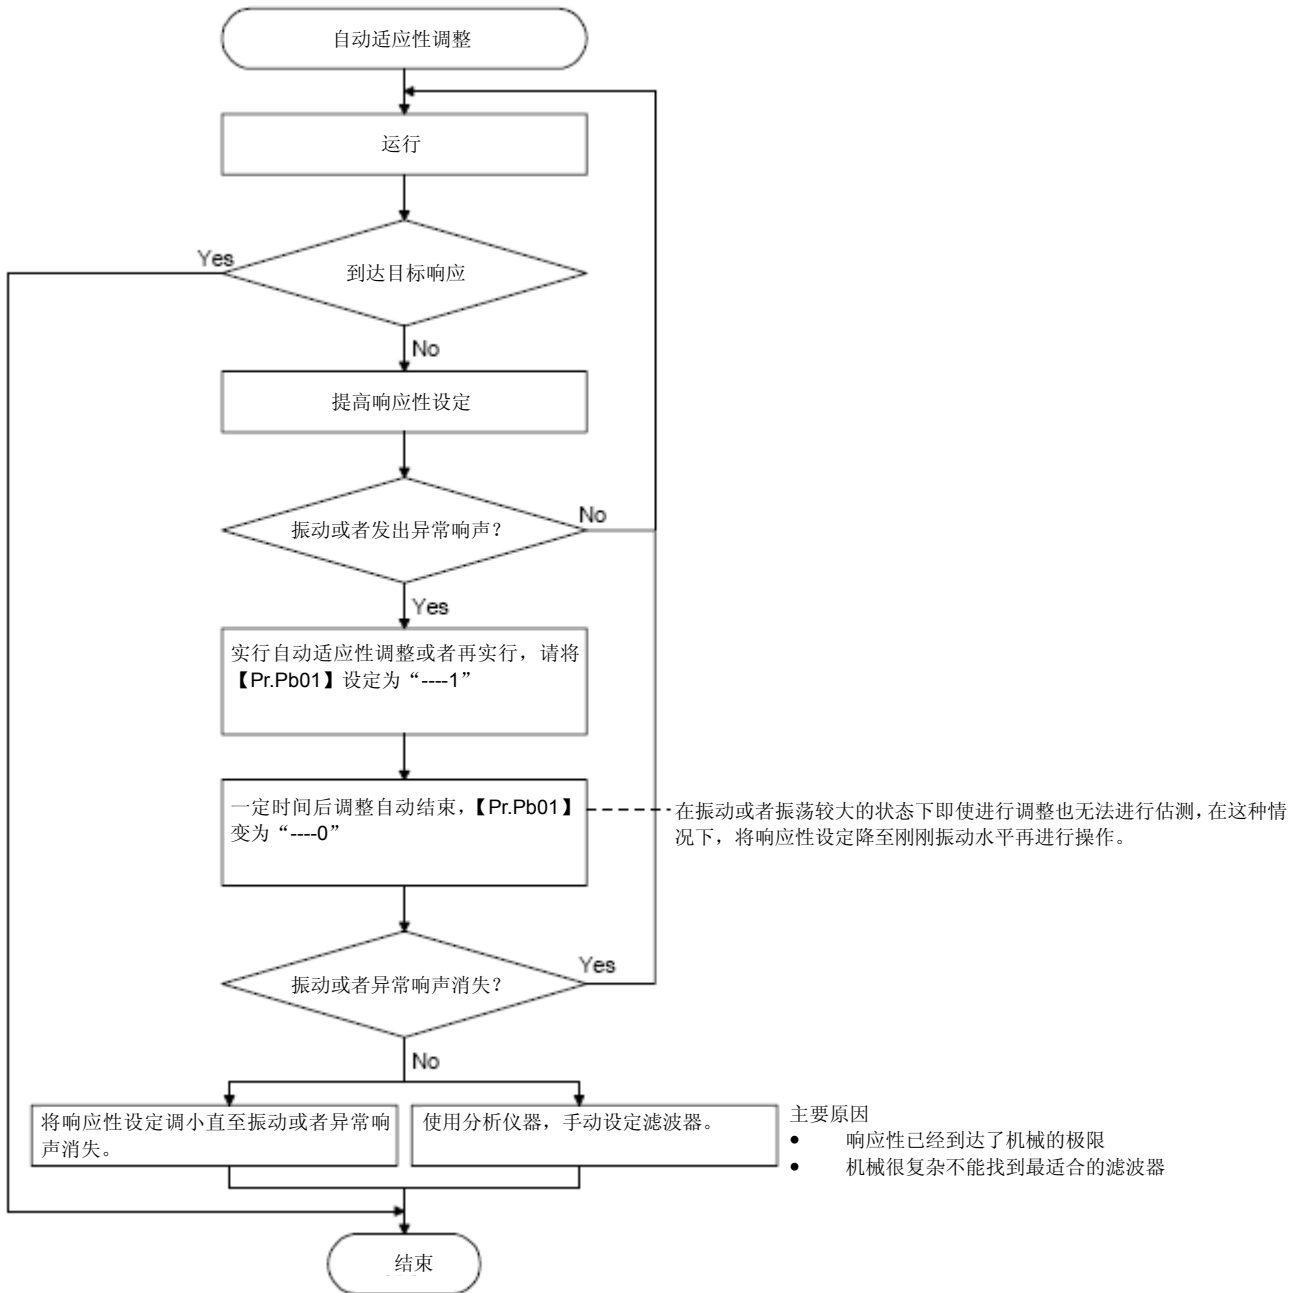 自动适应性调整
运行
Yes
到达目标响应
No
提高响应性设定
振动或者发出异常响声？
No
Yes
实行自动适应性调整或者再实行，请将
【Pr.Pb01】设定为“----1”
一定时间后调整自动结束，【Pr.Pb01】
变为“----0”
在振动或者振荡较大的状态下即使进行调整也无法进行估测，在这种情
况下，将响应性设定降至刚刚振动水平再进行操作。
振动或者异常响声消失？
Yes
No
将响应性设定调小直至振动或者异常响
声消失。
使用分析仪器，手动设定滤波器。
主要原因
• 响应性已经到达了机械的极限
• 机械很复杂不能找到最适合的滤波器
结束